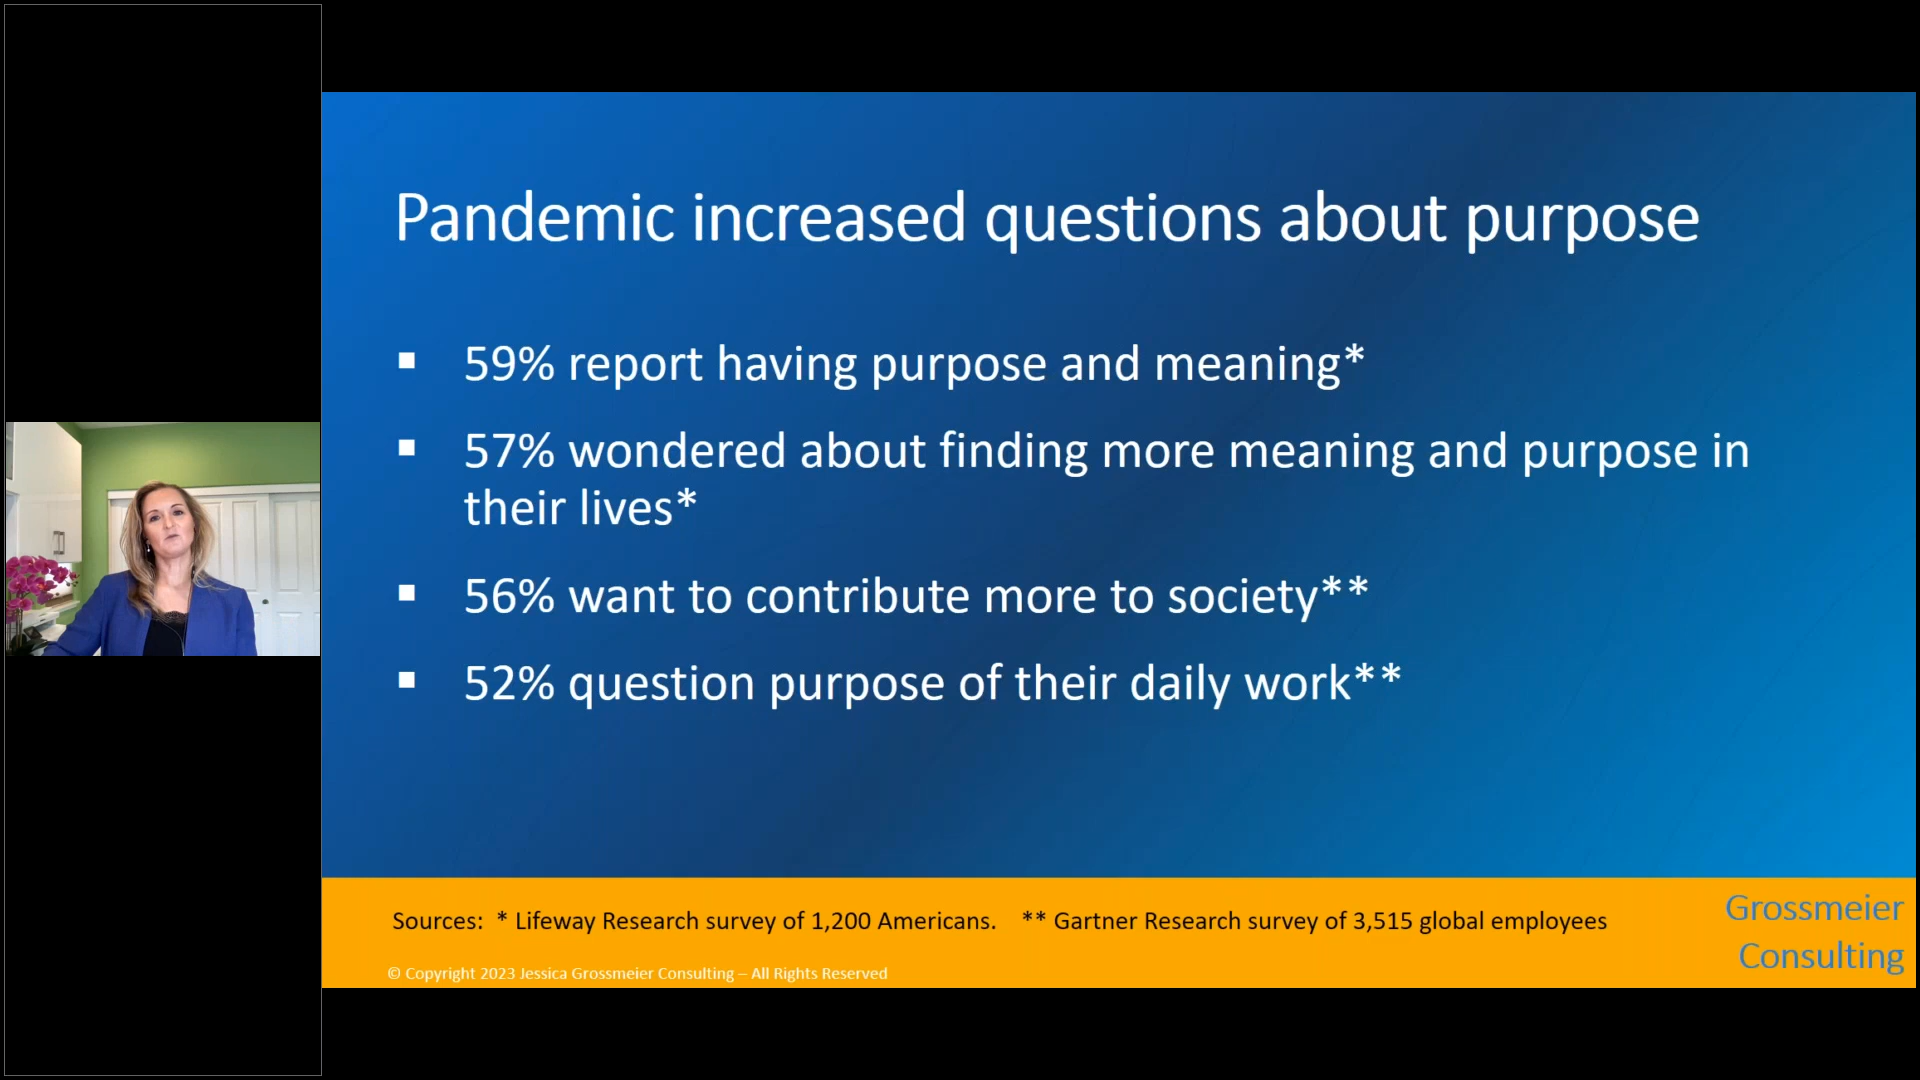 Pandemic increased questions about purpose
▪ 59% report having purpose and meaning*
▪ 57% wondered about finding more meaning and purpose in
their lives*
▪ 56% want to contribute more to society**
▪ 52% question purpose of their daily work**
Sources: * Lifeway Research survey of 1,200 Americans. ** Gartner Research survey of 3,515 global employees
© Copyright 2023 Jessica Grossmeier Consulting – All Rights Reserved
Grossmeier
Consulting